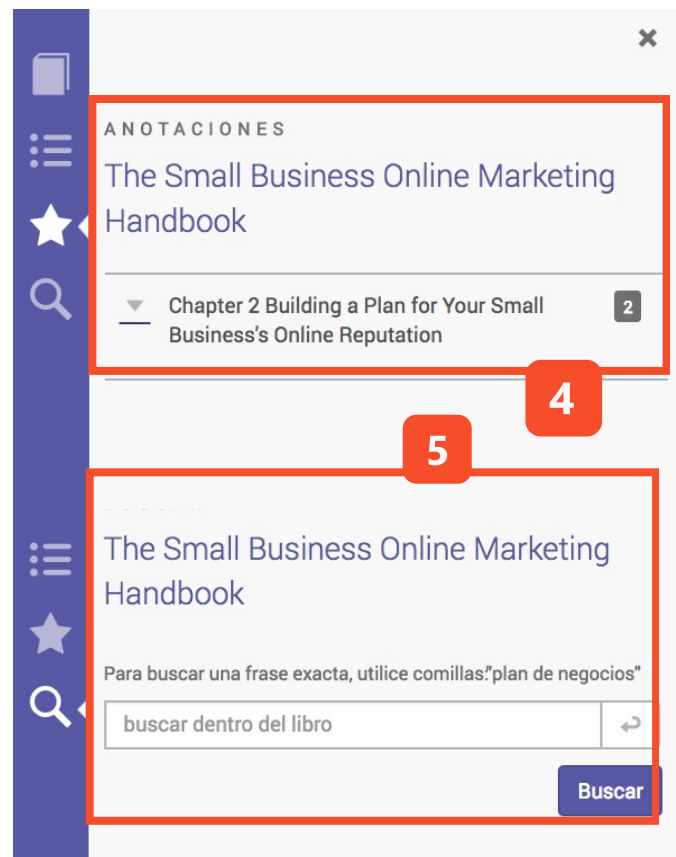 ANOTACIONES
The Small Business Online Marketing
Handbook
Chapter 2 Building a Plan for Your Small
2
Business's Online Reputation
4
5
The Small Business Online Marketing
Handbook
Para buscar una frase exacta, utilice comillas:"plan de negocios"
buscar dentro del libro
Buscar